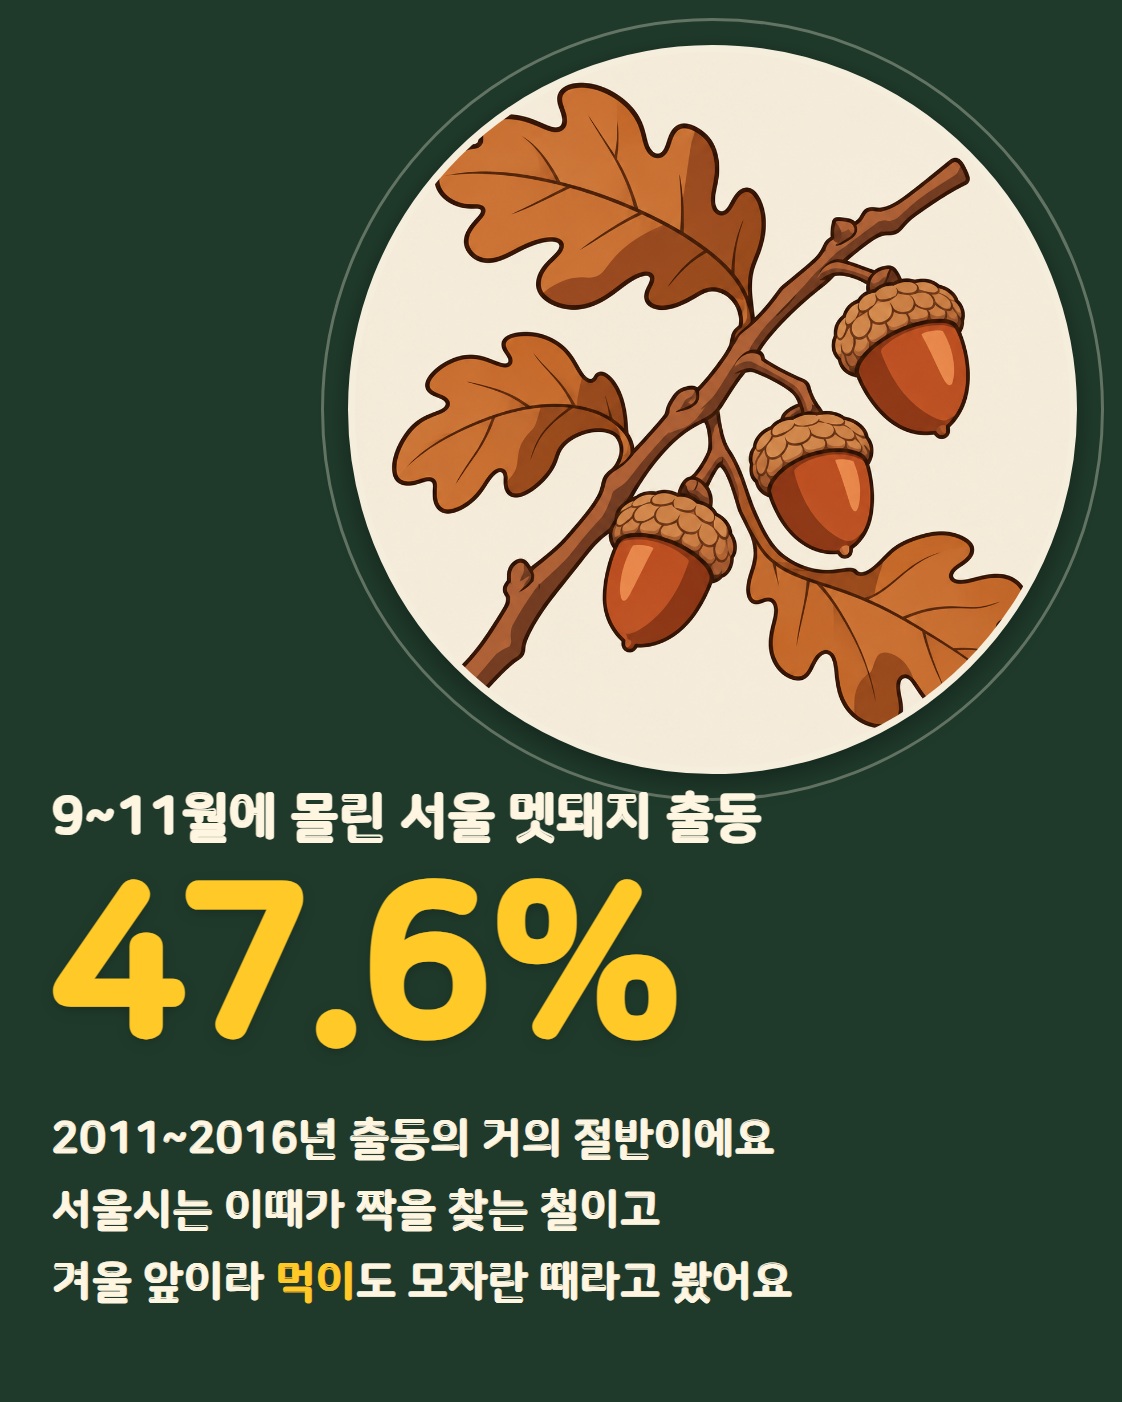 9~11월에 몰린 서울 멧돼지 출동
47.6%
2011~2016년 출동의 거의 절반이에요
서울시는 이때가 짝을 찾는 철이고
겨울 앞이라 먹이도 모자란 때라고 봤어요